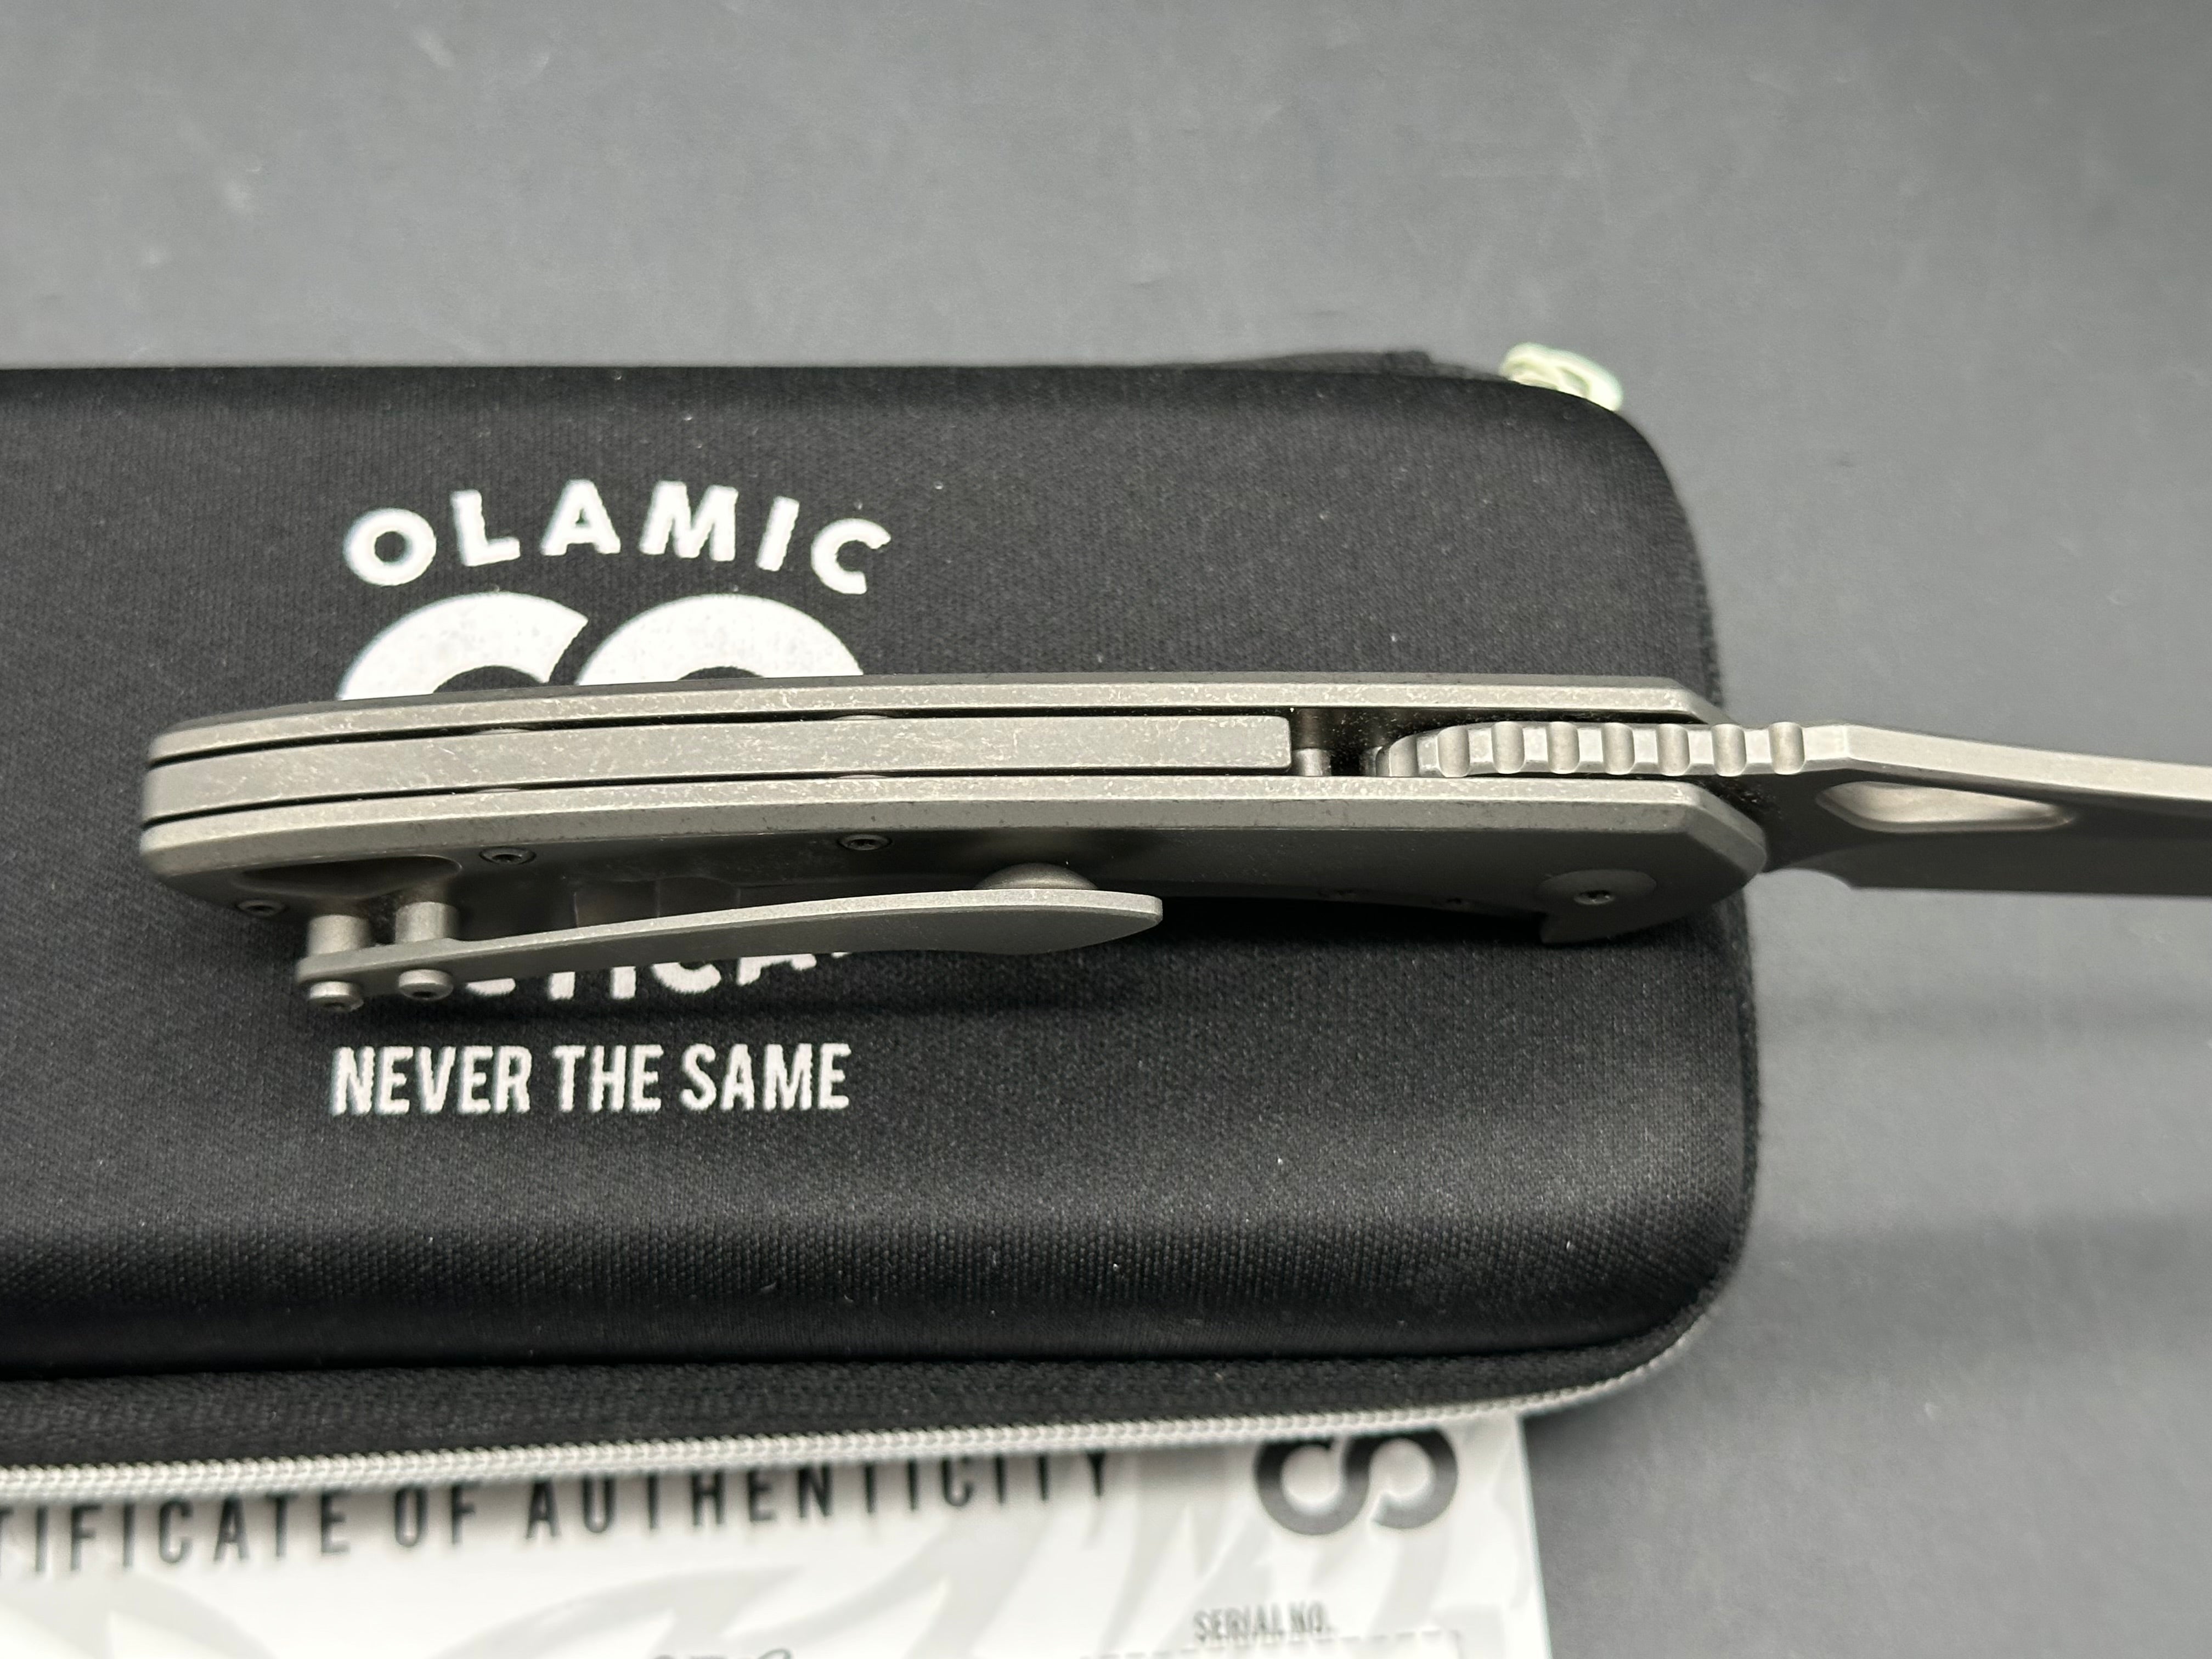 OLAMIC
NEVER THE SAME
TIFICATE OF AUTHENTICITY
SERIAL NO.